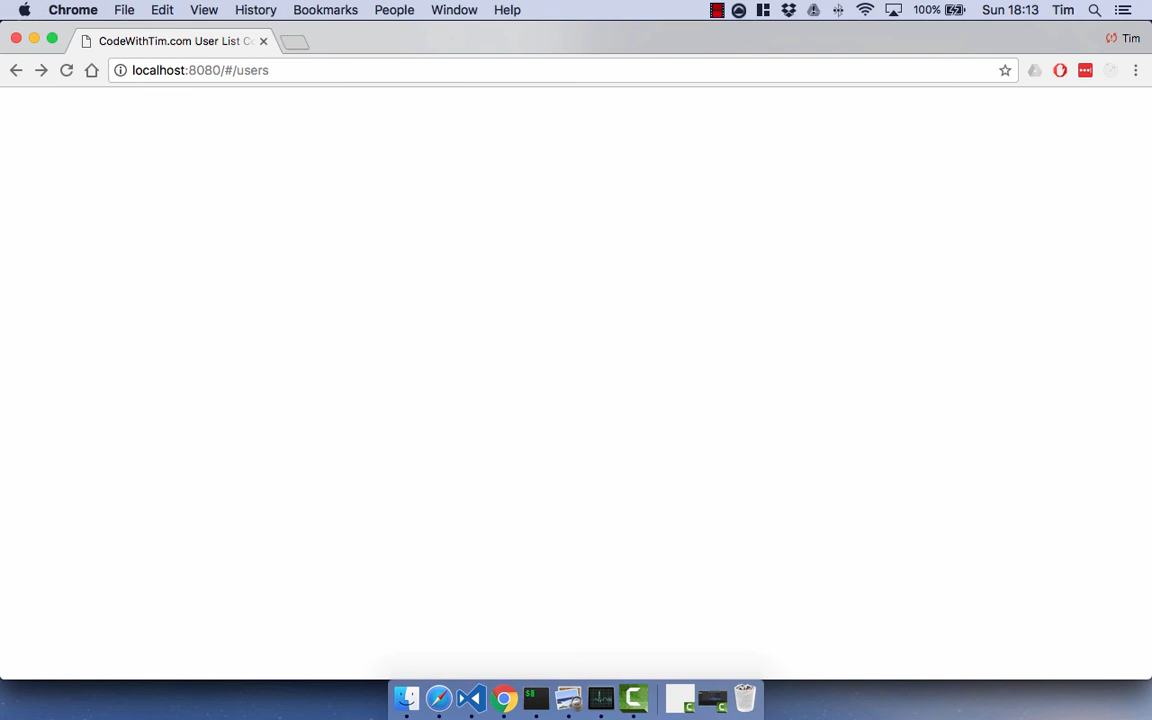 Chrome File Edit View History Bookmarks People Window Help 100% Sun 18:13 Tim
CodeWithTim.com User List Tim
localhost:8080/#/users